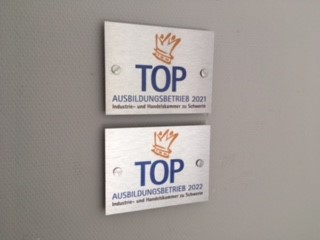 TOP
AUSBILDUNGSBETRIEB 2021
Industrie- und Handelskammer zu Schwerin
TOP
AUSBILDUNGSBETRIEB 2022
Industrie- und Handelskammer zu Schwerin